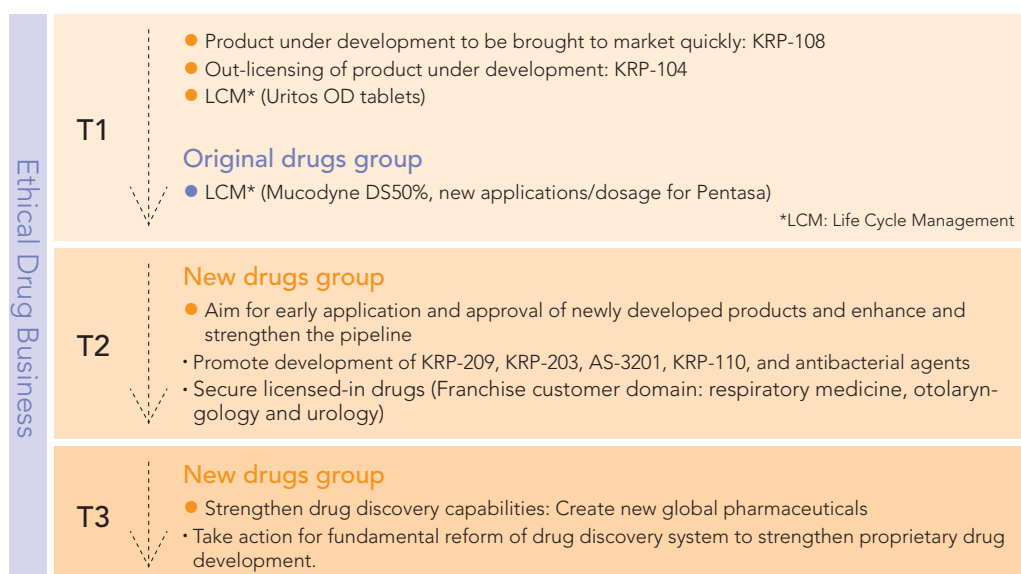 Ethical Drug Business
T1
Product under development to be brought to market quickly: KRP-108
Out-licensing of product under development: KRP-104
LCM* (Uritos OD tablets)
Original drugs group
LCM* (Mucodyne DS50%, new applications/dosage for Pentasa)
*LCM: Life Cycle Management
T2
New drugs group
Aim for early application and approval of newly developed products and enhance and
strengthen the pipeline
・Promote development of KRP-209, KRP-203, AS-3201, KRP-110, and antibacterial agents
・Secure licensed-in drugs (Franchise customer domain: respiratory medicine, otolaryn-
gology and urology)
T3
New drugs group
Strengthen drug discovery capabilities: Create new global pharmaceuticals
・Take action for fundamental reform of drug discovery system to strengthen proprietary drug
development.